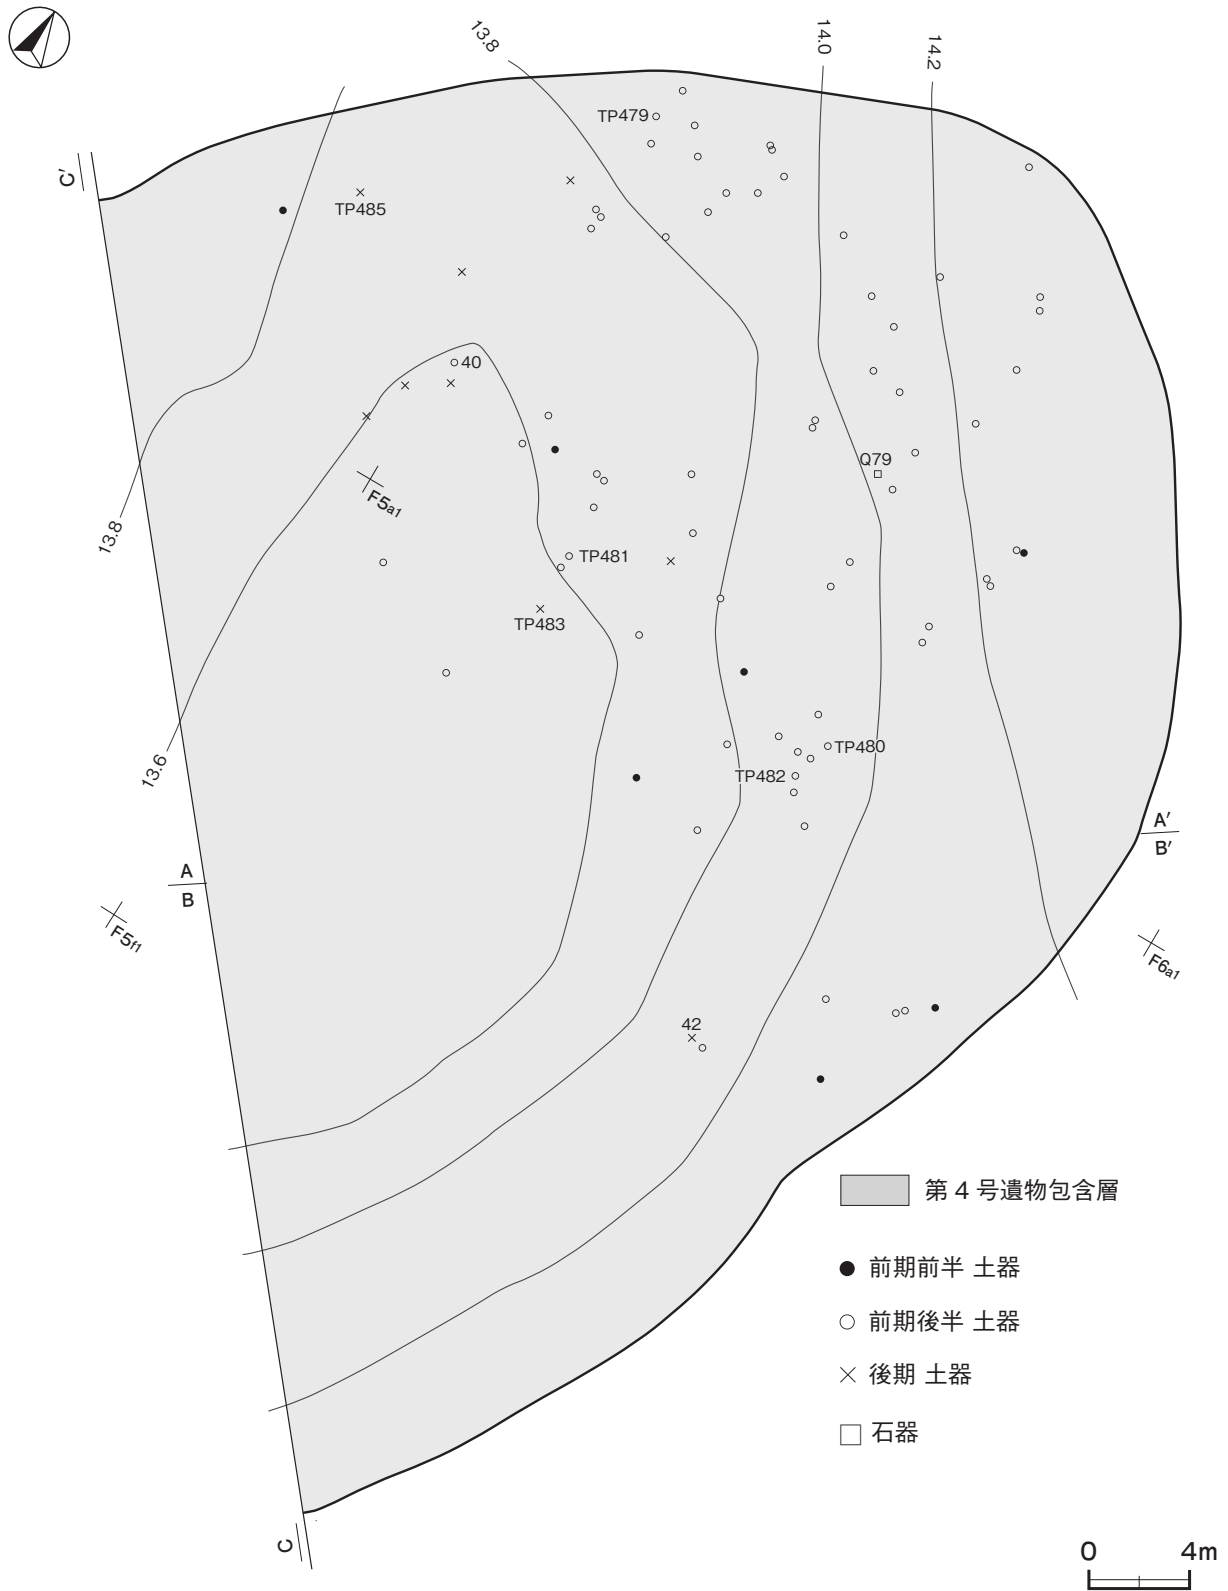 13.8
14.0
14.2
TP479
C′
TP485
40
Q79
F5a1
13.8
TP481
TP483
13.6
TP480
TP482
A′
B′
A
B
F5f1
F6a1
42
第 4 号遺物包含層
前期前半 土器
前期後半 土器
後期 土器
石器
C
0 4m